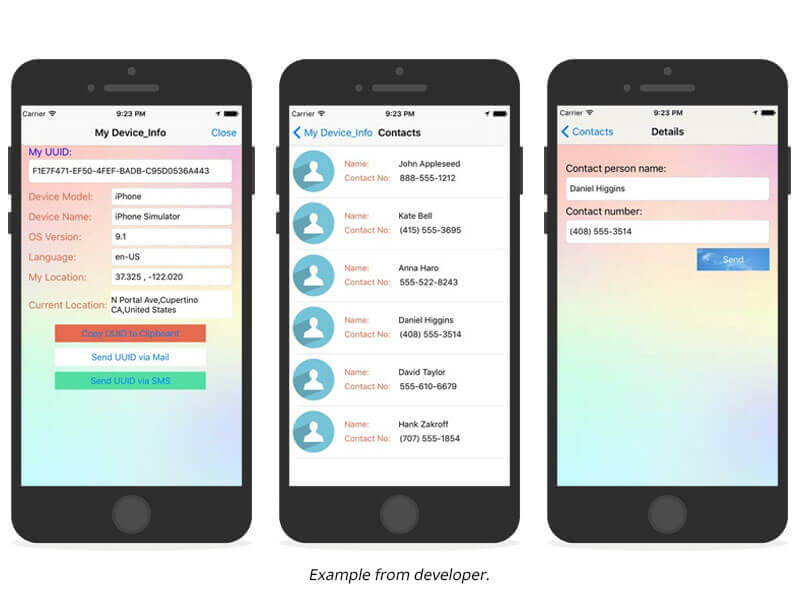 Carrier 9:23 PM
My Device_Info Close
My UUID:
F1E7F471-EF50-4FEF-BADB-C95D0536A443
Device Model: iPhone
Device Name: iPhone Simulator
OS Version: 9.1
Language: en-US
My Location: 37.325 , -122.020
Current Location: N Portal Ave,Cupertino
CA,United States
Copy UUID to Clipboard
Send UUID via Mail
Send UUID via SMS
Carrier 9:23 PM
My Device_Info Contacts
Name: John Appleseed
Contact No: 888-555-1212
Name: Kate Bell
Contact No: (415) 555-3695
Name: Anna Haro
Contact No: 555-522-8243
Name: Daniel Higgins
Contact No: (408) 555-3514
Name: David Taylor
Contact No: 555-610-6679
Name: Hank Zakroff
Contact No: (707) 555-1854
Carrier 9:23 PM
Contacts Details
Contact person name:
Daniel Higgins
Contact number:
(408) 555-3514
Send
Example from developer.